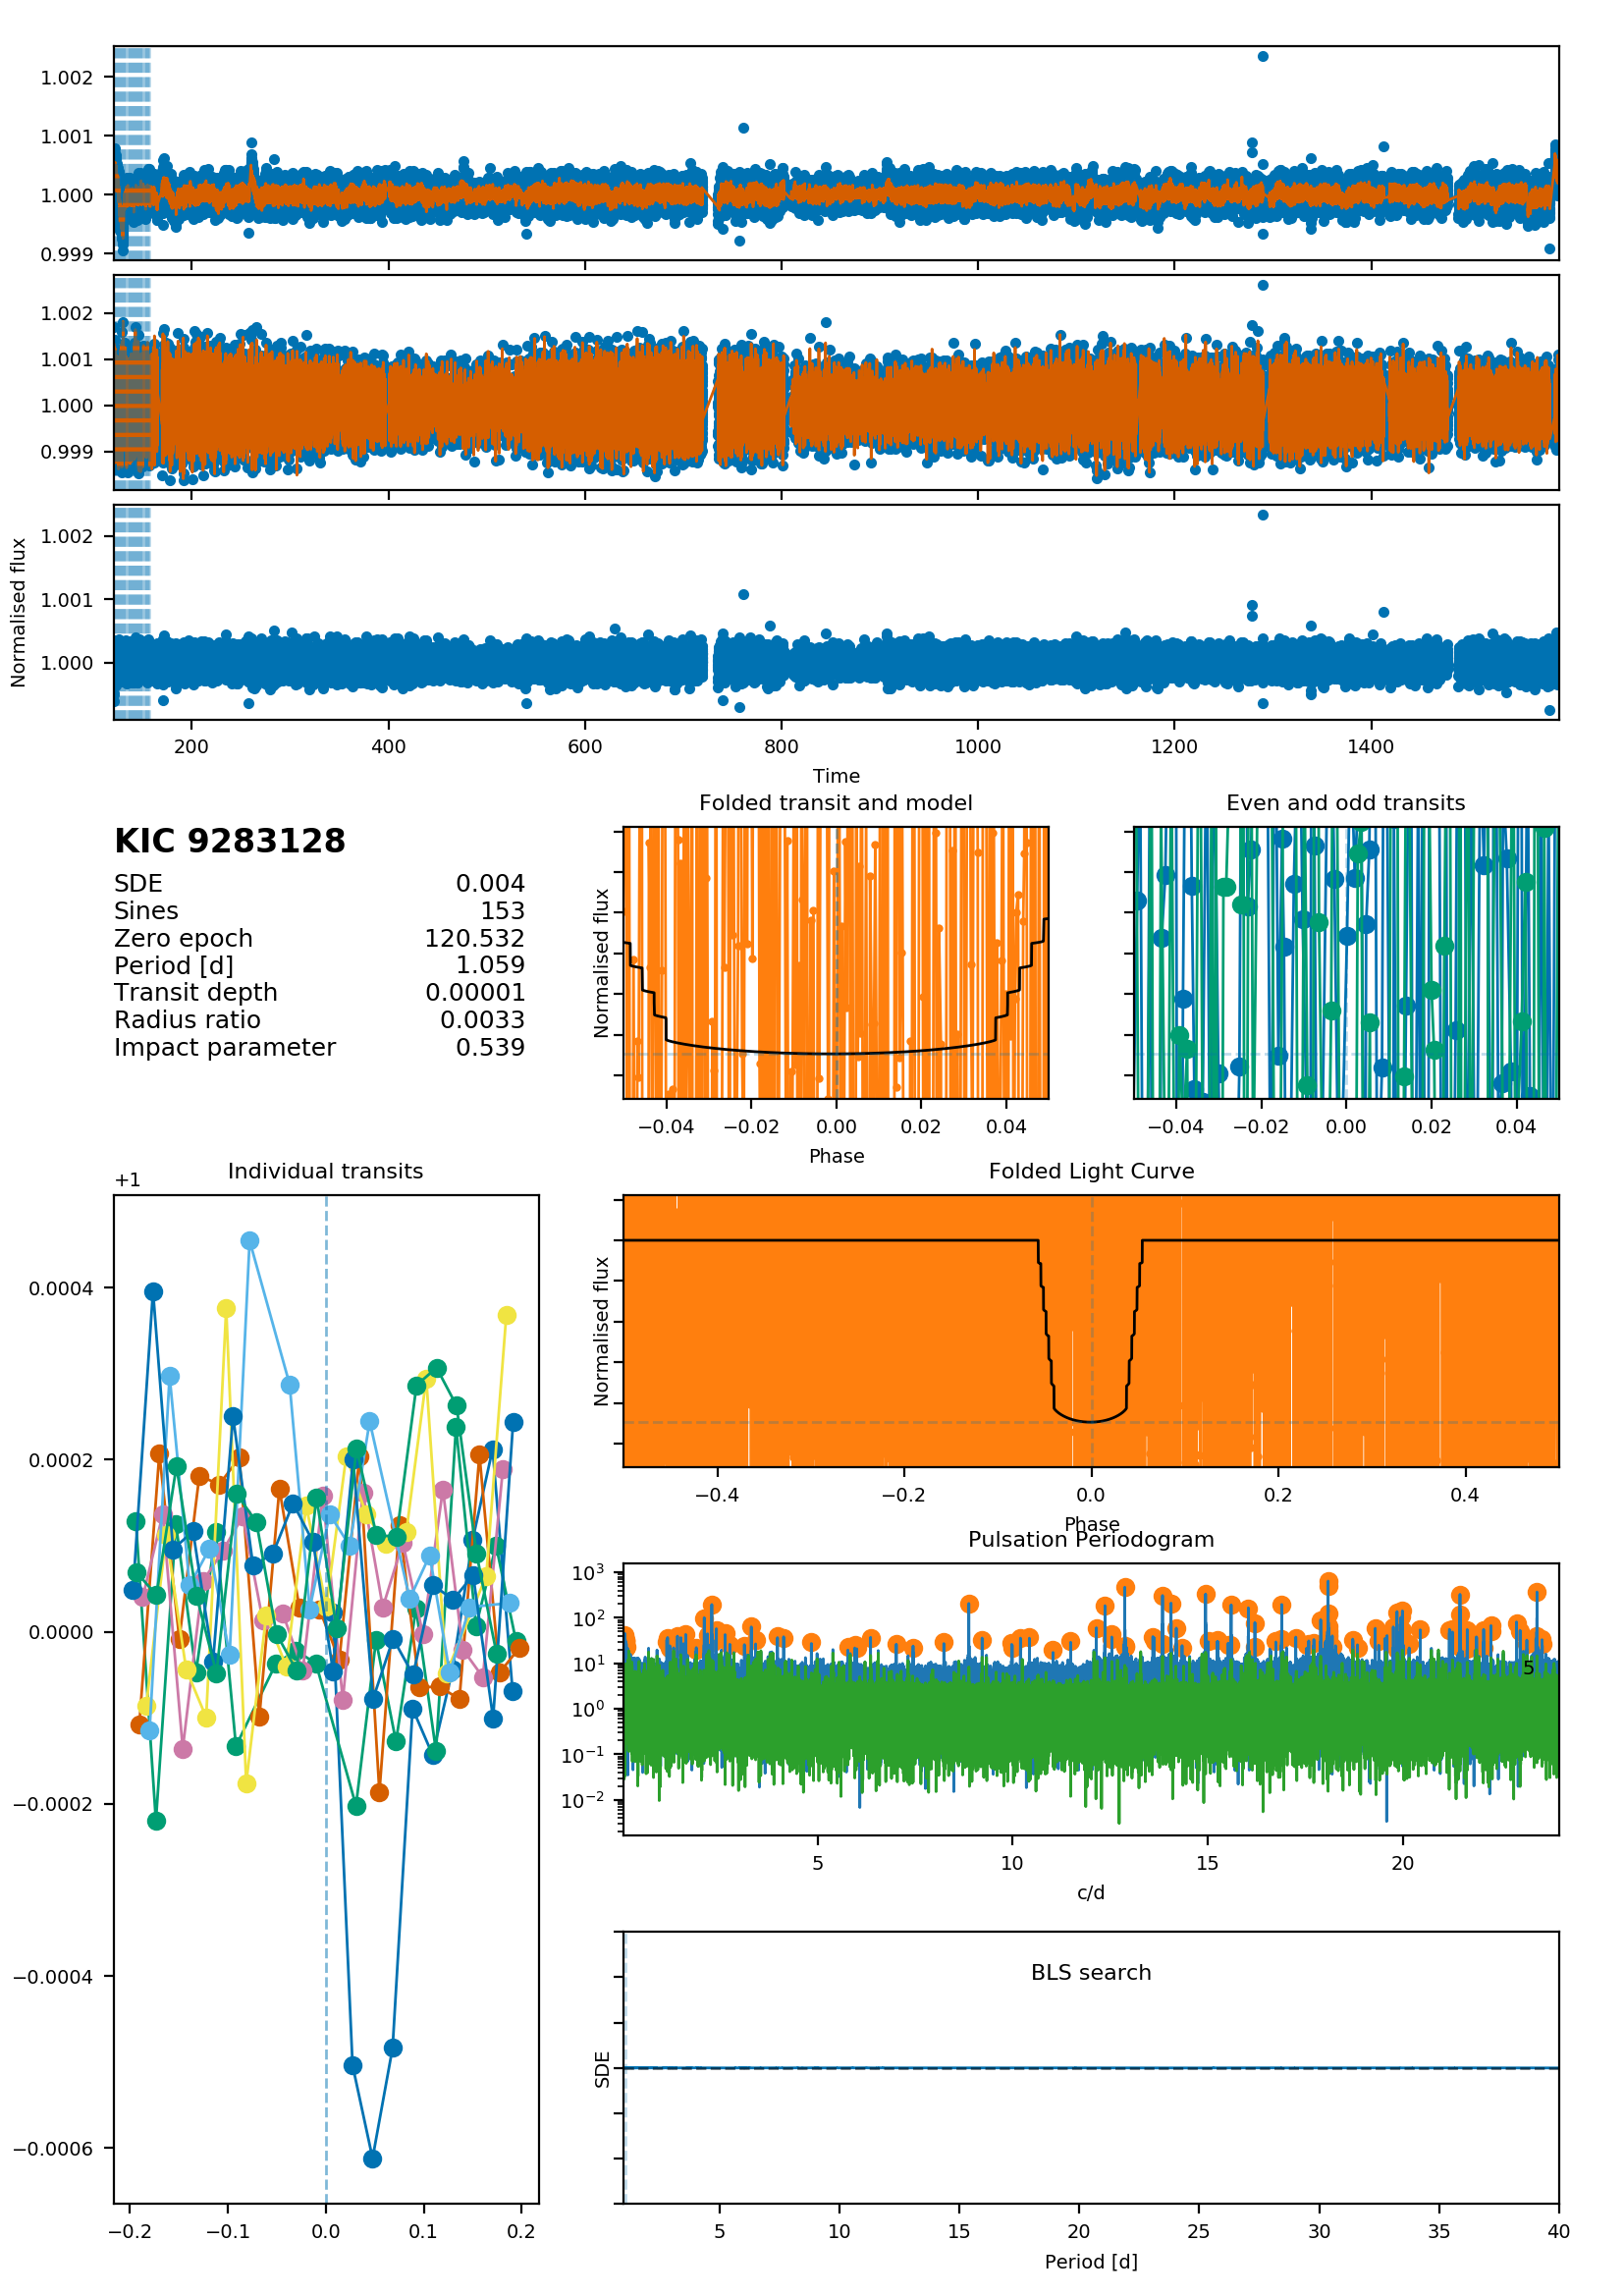 1.002
1.001
1.000
0.999
1.002
1.001
1.000
0.999
1.002
1.001
1.000
Normalised flux
200 400 600 800 1000 1200 1400
Time
KIC 9283128
SDE 0.004
Sines 153
Zero epoch 120.532
Period [d] 1.059
Transit depth 0.00001
Radius ratio 0.0033
Impact parameter 0.539
Folded transit and model
Normalised flux
−0.04 −0.02 0.00 0.02 0.04
Phase
Even and odd transits
−0.04 −0.02 0.00 0.02 0.04
Individual transits
+1
0.0004
0.0002
0.0000
−0.0002
−0.0004
−0.0006
−0.2 −0.1 0.0 0.1 0.2
Folded Light Curve
Normalised flux
−0.4 −0.2 0.0 0.2 0.4
Phase
Pulsation Periodogram
10³
10²
10¹
10⁰
10⁻¹
10⁻²
5
5 10 15 20
c/d
BLS search
SDE
5 10 15 20 25 30 35 40
Period [d]